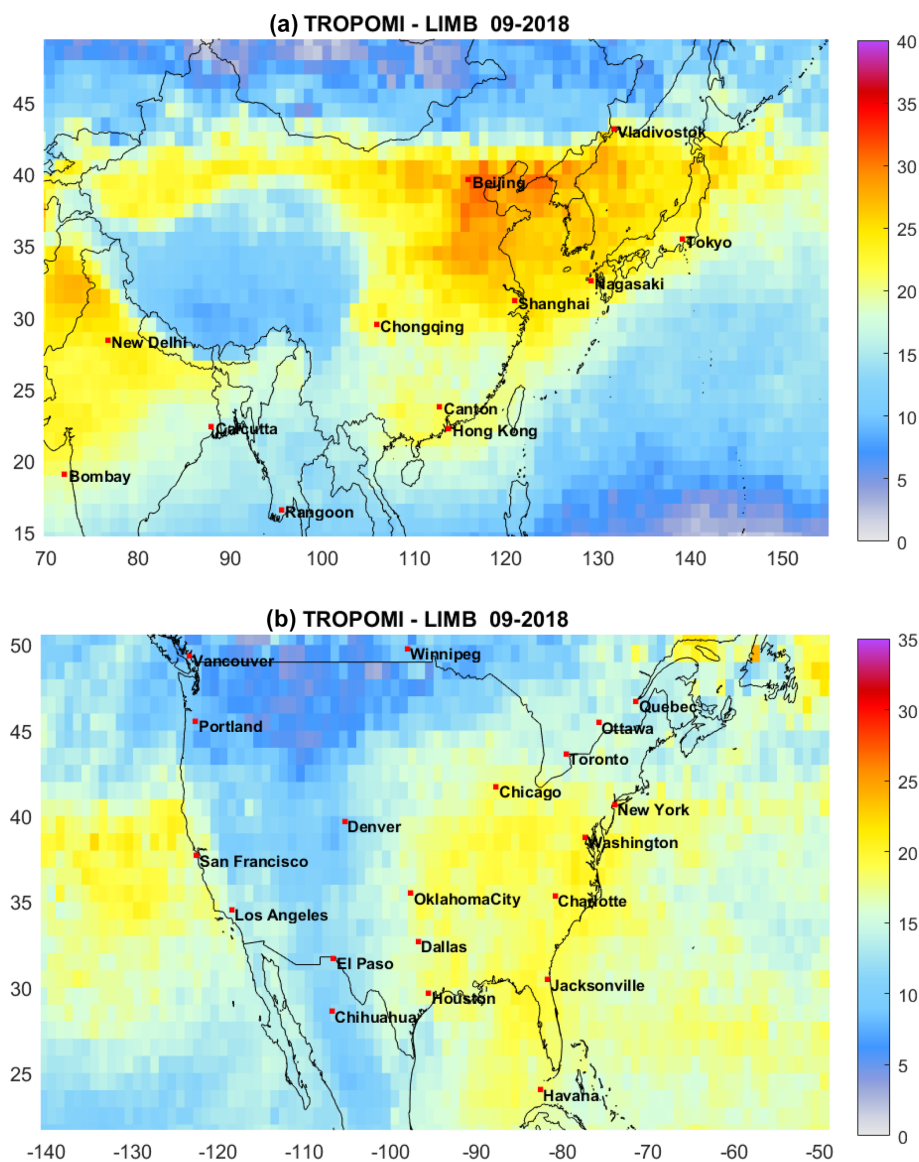 (a) TROPOMI - LIMB 09-2018
45
40
35
30
25
20
15
70 80 90 100 110 120 130 140 150
Vladivostok
Beijing
Tokyo
Nagasaki
Shanghai
Chongqing
New Delhi
Canton
Calcutta
Hong Kong
Bombay
Rangoon
40
35
30
25
20
15
10
5
0
(b) TROPOMI - LIMB 09-2018
50
45
40
35
30
25
-140 -130 -120 -110 -100 -90 -80 -70 -60 -50
Winnipeg
Vancouver
Quebec
Portland
Ottawa
Toronto
Chicago
New York
Denver
Washington
San Francisco
OklahomaCity
Charlotte
Los Angeles
Dallas
El Paso
Jacksonville
Houston
Chihuahua
Havana
35
30
25
20
15
10
5
0